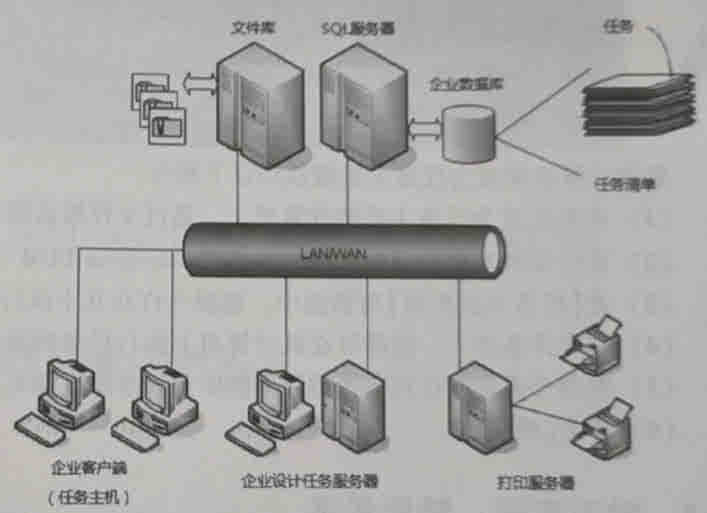 文件库
SQL服务器
任务
企业数据库
任务清单
LAN/WAN
企业客户端
(任务主机)
企业设计任务服务器
打印服务器